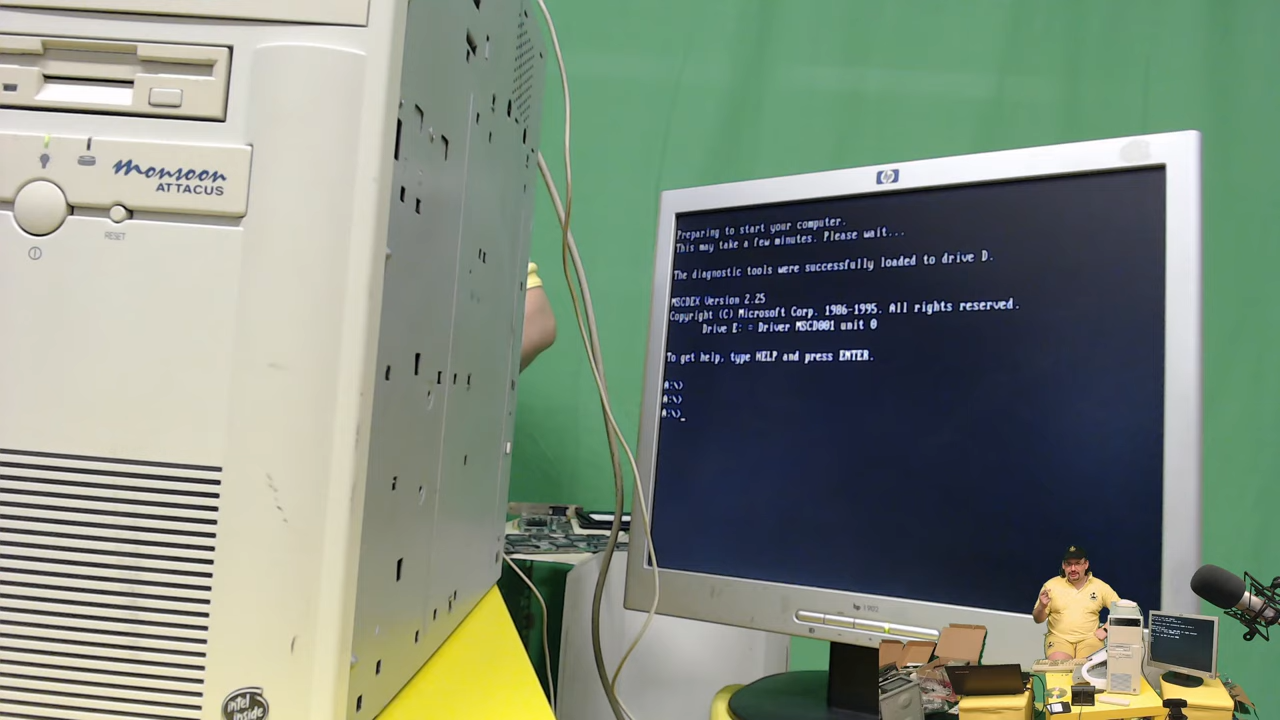 Monsoon
ATTACUS
RESET
intel
inside
hp
Preparing to start your computer.
This may take a few minutes. Please wait...
The diagnostic tools were successfully loaded to drive D.
MSCDEX Version 2.25
Copyright (C) Microsoft Corp. 1986-1995. All rights reserved.
Drive E: = Driver MSCD001 unit 0
To get help, type HELP and press ENTER.
A:\>
A:\>
A:\>_